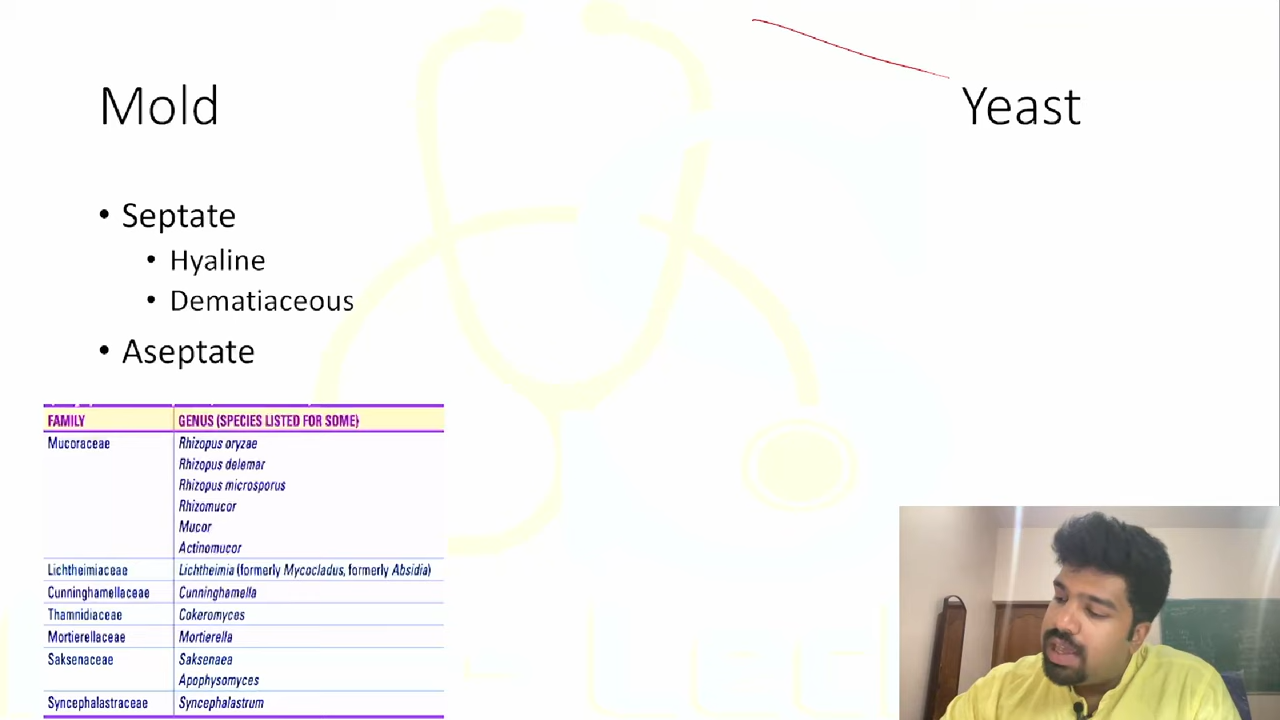 Mold
Yeast
• Septate
• Hyaline
• Dematiaceous
• Aseptate
FAMILY GENUS (SPECIES LISTED FOR SOME)
Mucoraceae Rhizopus oryzae
Rhizopus delemar
Rhizopus microsporus
Rhizomucor
Mucor
Actinomucor
Lichtheimiaceae Lichtheimia (formerly Mycocladus, formerly Absidia)
Cunninghamellaceae Cunninghamella
Thamnidiaceae Cokeromyces
Mortierellaceae Mortierella
Saksenaceae Saksenaea
Apophysomyces
Syncephalastraceae Syncephalastrum